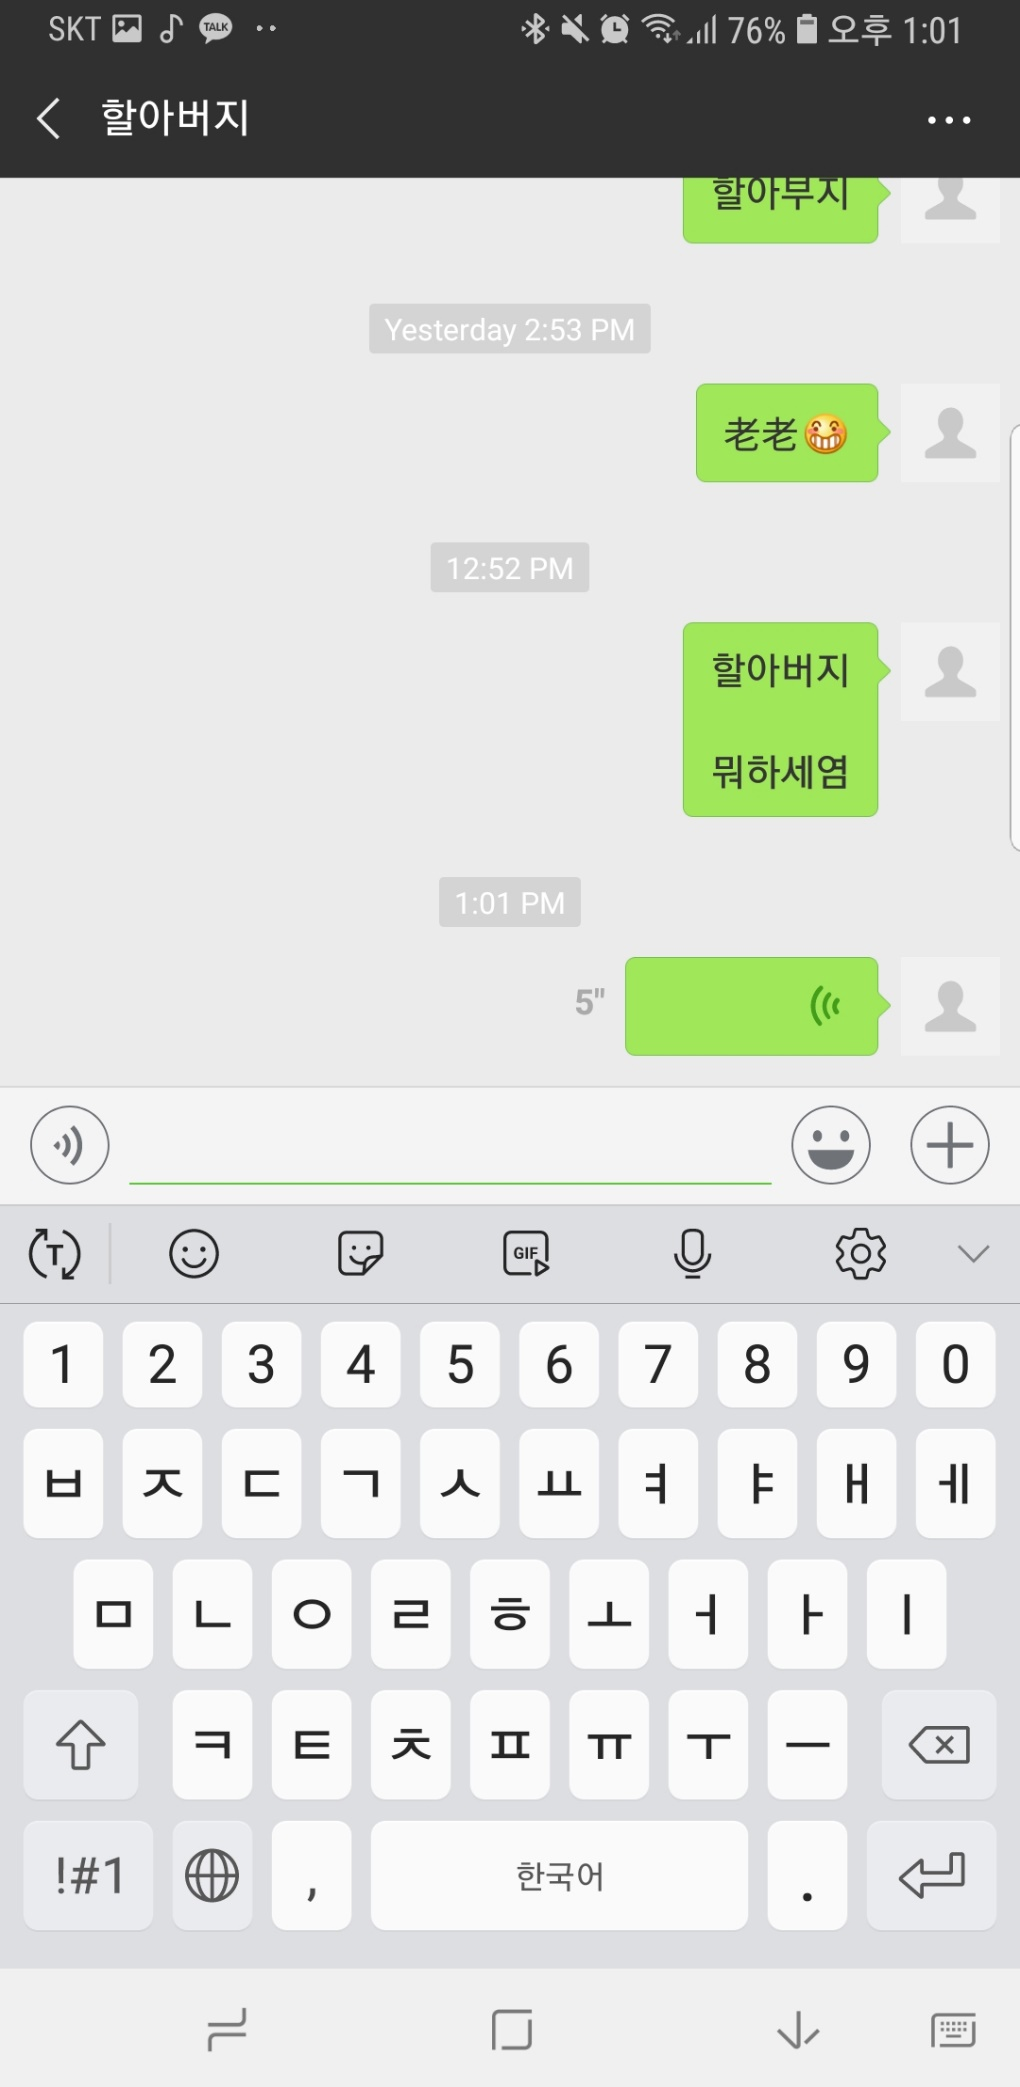 SKT TALK 76% 오후 1:01
할아버지
할아부지
Yesterday 2:53 PM
老老😁
12:52 PM
할아버지
뭐하세염
1:01 PM
5"
T GIF
1 2 3 4 5 6 7 8 9 0
ㅂ ㅈ ㄷ ㄱ ㅅ ㅛ ㅕ ㅑ ㅐ ㅔ
ㅁ ㄴ ㅇ ㄹ ㅎ ㅗ ㅓ ㅏ ㅣ
ㅋ ㅌ ㅊ ㅍ ㅠ ㅜ ㅡ
!#1 , 한국어 .